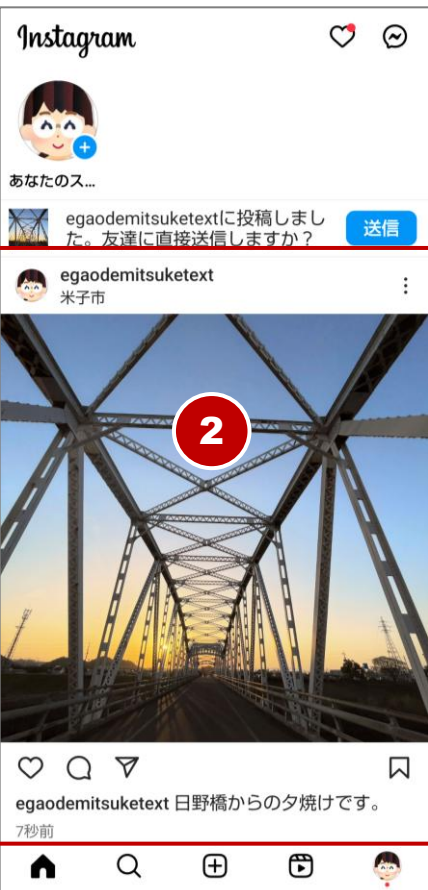 Instagram
あなたのス...
egaodemitsuketextに投稿しまし
た。友達に直接送信しますか？
送信
egaodemitsuketext
米子市
2
egaodemitsuketext 日野橋からの夕焼けです。
7秒前